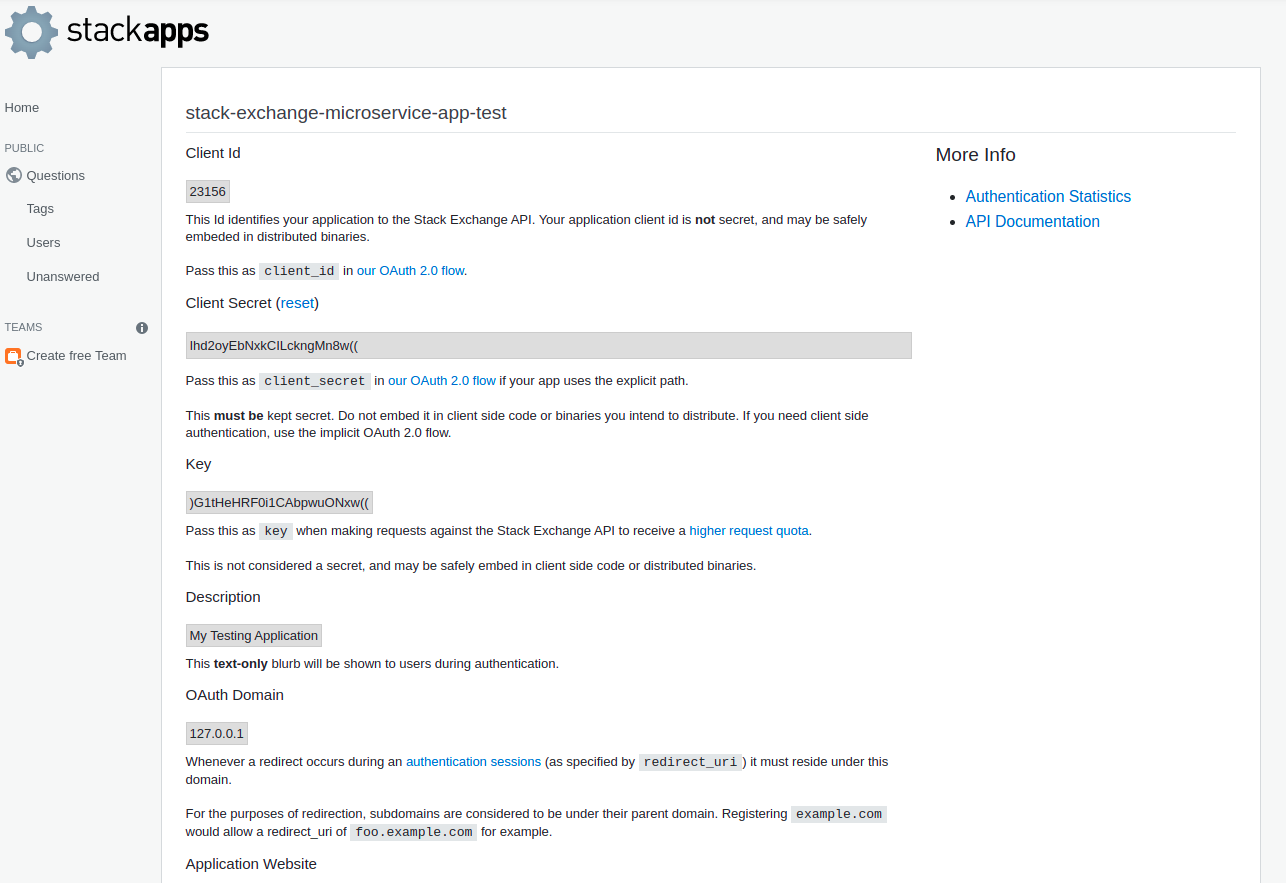 stackapps
Home
PUBLIC
Questions
Tags
Users
Unanswered
TEAMS
Create free Team
stack-exchange-microservice-app-test
Client Id
23156
This Id identifies your application to the Stack Exchange API. Your application client id is not secret, and may be safely
embeded in distributed binaries.
Pass this as client_id in our OAuth 2.0 flow.
Client Secret (reset)
Ihd2oyEbNxkCILckngMn8w((
Pass this as client_secret in our OAuth 2.0 flow if your app uses the explicit path.
This must be kept secret. Do not embed it in client side code or binaries you intend to distribute. If you need client side
authentication, use the implicit OAuth 2.0 flow.
Key
)G1tHeHRF0i1CAbpwuONxw((
Pass this as key when making requests against the Stack Exchange API to receive a higher request quota.
This is not considered a secret, and may be safely embed in client side code or distributed binaries.
Description
My Testing Application
This text-only blurb will be shown to users during authentication.
OAuth Domain
127.0.0.1
Whenever a redirect occurs during an authentication sessions (as specified by redirect_uri ) it must reside under this
domain.
For the purposes of redirection, subdomains are considered to be under their parent domain. Registering example.com
would allow a redirect_uri of foo.example.com for example.
Application Website
More Info
Authentication Statistics
API Documentation